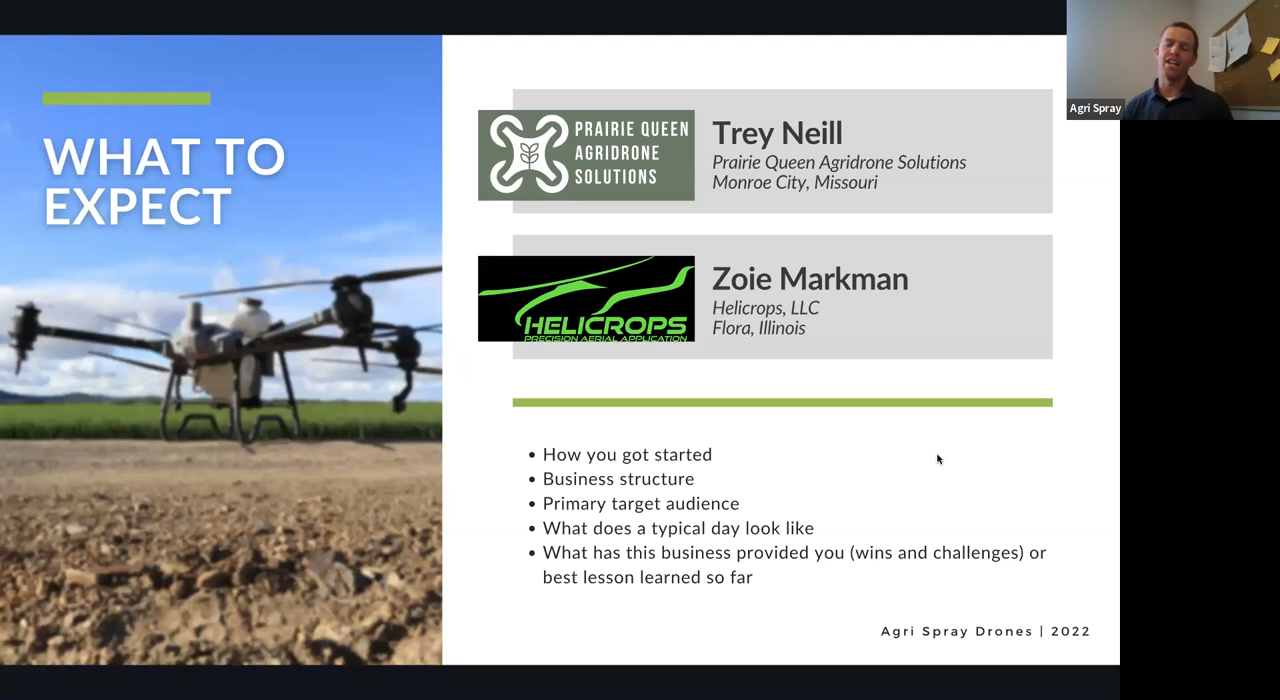 WHAT TO
EXPECT
PRAIRIE QUEEN
AGRIDRONE
SOLUTIONS
Trey Neill
Prairie Queen Agridrone Solutions
Monroe City, Missouri
HELICROPS
PRECISION AERIAL APPLICATION
Zoie Markman
Helicrops, LLC
Flora, Illinois
• How you got started
• Business structure
• Primary target audience
• What does a typical day look like
• What has this business provided you (wins and challenges) or
best lesson learned so far
Agri Spray Drones | 2022
Agri Spray